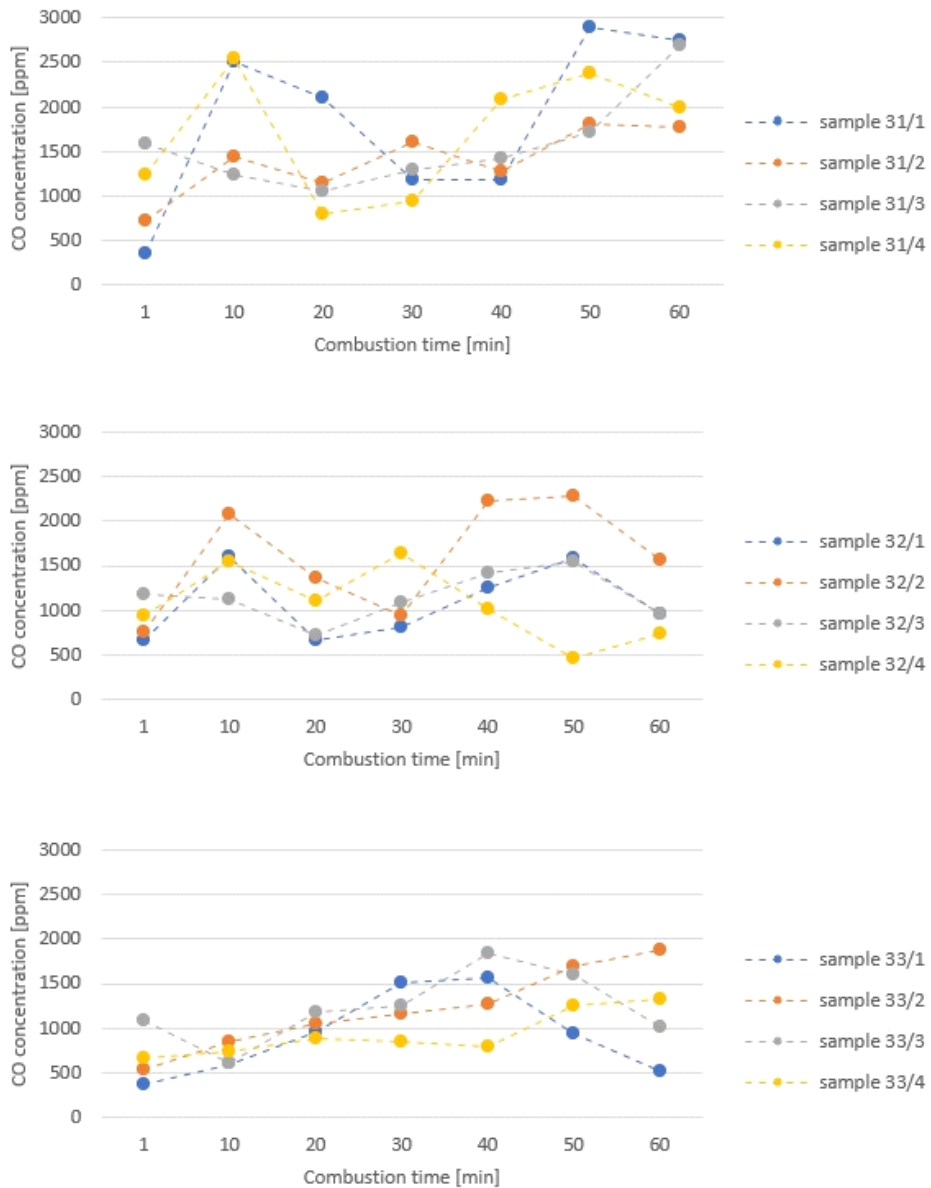 CO concentration [ppm]
3000
2500
2000
1500
1000
500
0
1 10 20 30 40 50 60
Combustion time [min]
sample 31/1
sample 31/2
sample 31/3
sample 31/4
CO concentration [ppm]
3000
2500
2000
1500
1000
500
0
1 10 20 30 40 50 60
Combustion time [min]
sample 32/1
sample 32/2
sample 32/3
sample 32/4
CO concentration [ppm]
3000
2500
2000
1500
1000
500
0
1 10 20 30 40 50 60
Combustion time [min]
sample 33/1
sample 33/2
sample 33/3
sample 33/4